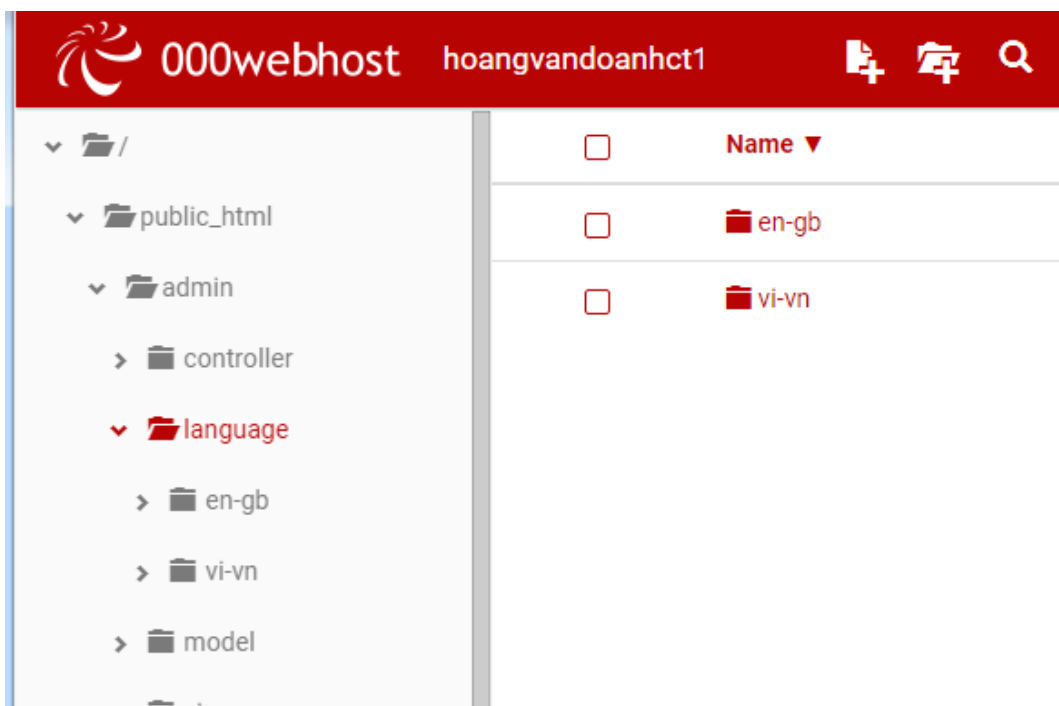 000webhost hoangvandoanhct1
/
public_html
admin
controller
language
en-gb
vi-vn
model
Name ▼
en-gb
vi-vn